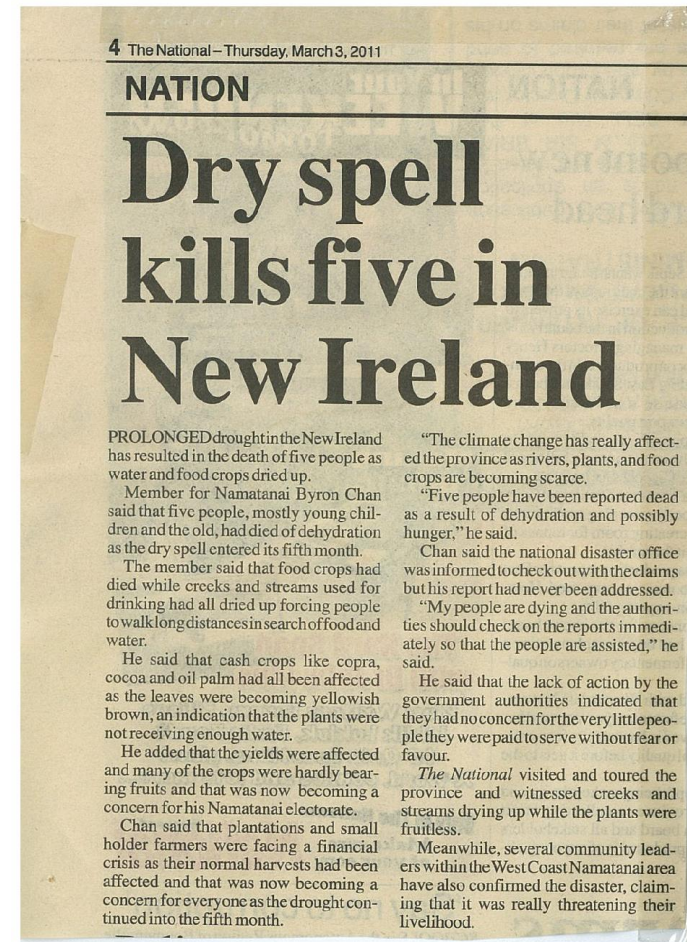 4 The National – Thursday, March 3, 2011
NATION
Dry spell
kills five in
New Ireland
PROLONGED drought in the New Ireland
has resulted in the death of five people as
water and food crops dried up.
Member for Namatanai Byron Chan
said that five people, mostly young chil-
dren and the old, had died of dehydration
as the dry spell entered its fifth month.
The member said that food crops had
died while creeks and streams used for
drinking had all dried up forcing people
to walk long distances in search of food and
water.
He said that cash crops like copra,
cocoa and oil palm had all been affected
as the leaves were becoming yellowish
brown, an indication that the plants were
not receiving enough water.
He added that the yields were affected
and many of the crops were hardly bear-
ing fruits and that was now becoming a
concern for his Namatanai electorate.
Chan said that plantations and small
holder farmers were facing a financial
crisis as their normal harvests had been
affected and that was now becoming a
concern for everyone as the drought con-
tinued into the fifth month.
“The climate change has really affect-
ed the province as rivers, plants, and food
crops are becoming scarce.
“Five people have been reported dead
as a result of dehydration and possibly
hunger,” he said.
Chan said the national disaster office
was informed to check out with the claims
but his report had never been addressed.
“My people are dying and the authori-
ties should check on the reports immedi-
ately so that the people are assisted,” he
said.
He said that the lack of action by the
government authorities indicated that
they had no concern for the very little peo-
ple they were paid to serve without fear or
favour.
The National visited and toured the
province and witnessed creeks and
streams drying up while the plants were
fruitless.
Meanwhile, several community lead-
ers within the West Coast Namatanai area
have also confirmed the disaster, claim-
ing that it was really threatening their
livelihood.